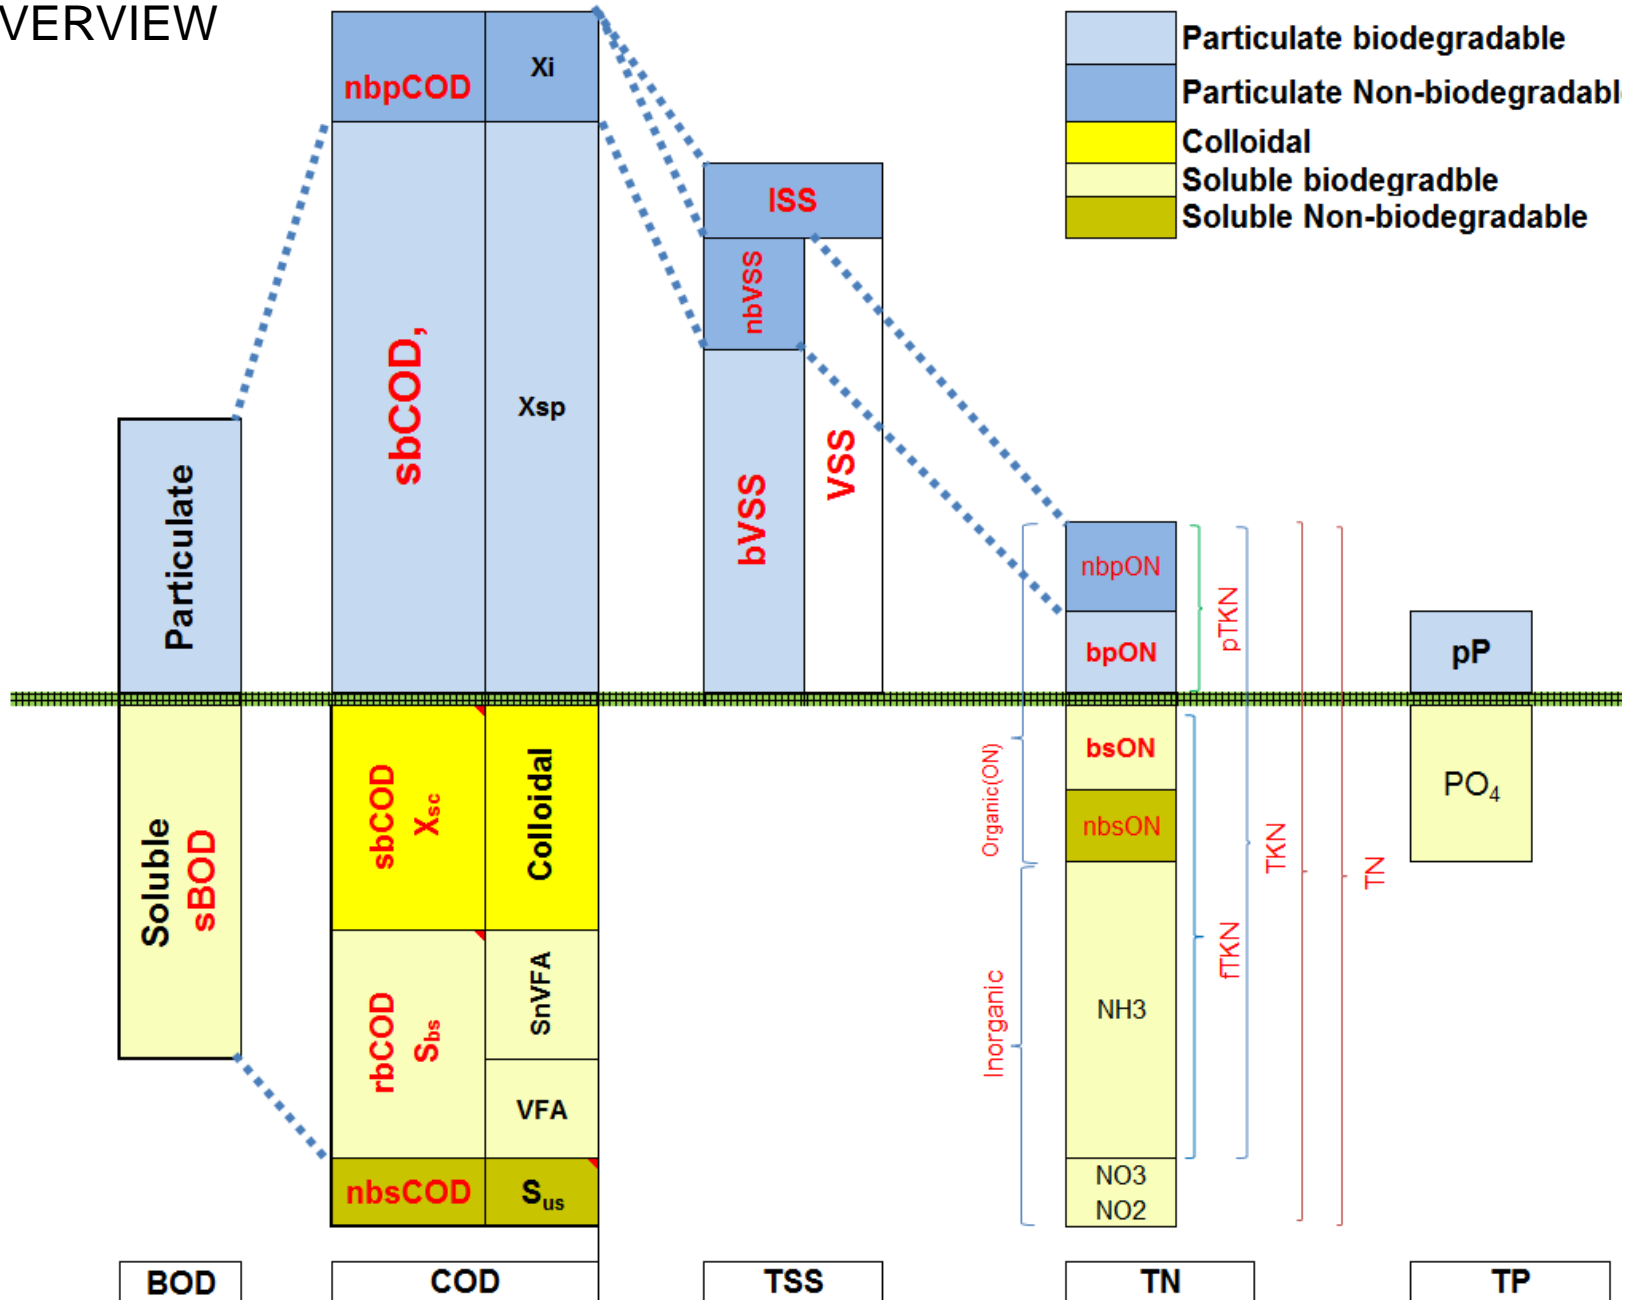 VERVIEW
Particulate biodegradable
Particulate Non-biodegradabl
Colloidal
Soluble biodegradble
Soluble Non-biodegradable
nbpCOD
Xi
sbCOD,
Xsp
Particulate
Soluble
sBOD
sbCOD
Xsc
Colloidal
rbCOD
Sbs
SnVFA
VFA
nbsCOD
Sus
ISS
nbVSS
bVSS
VSS
nbpON
bpON
bsON
nbsON
NH3
NO3
NO2
Organic(ON)
Inorganic
pTKN
fTKN
TKN
TN
pP
PO4
BOD
COD
TSS
TN
TP